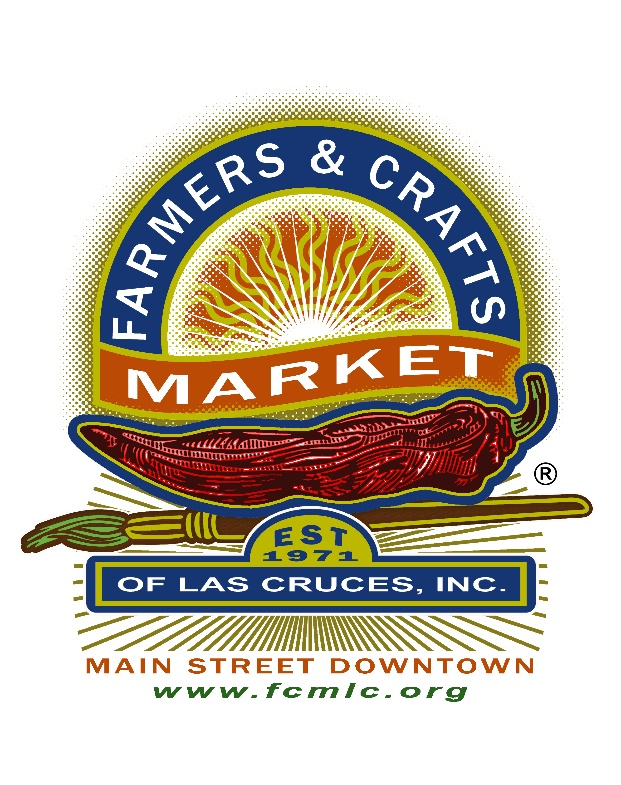 FARMERS & CRAFTS
MARKET
®
EST
1971
OF LAS CRUCES, INC.
MAIN STREET DOWNTOWN
www.fcmlc.org